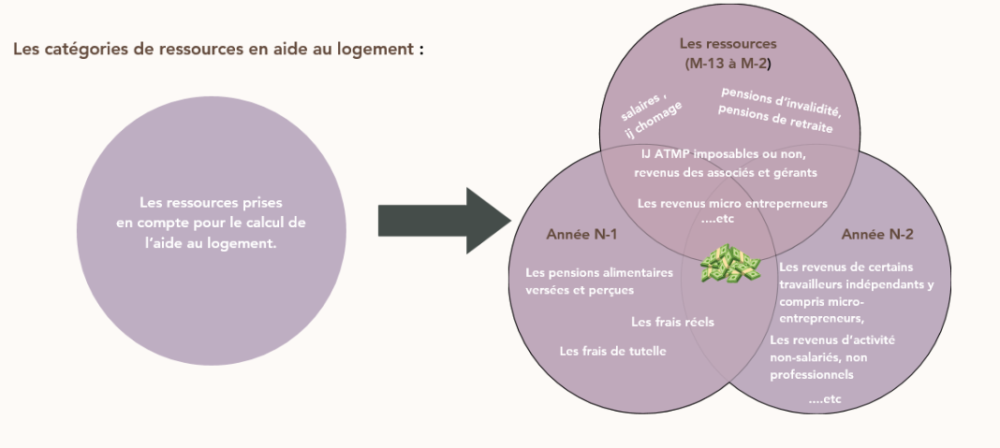 Les catégories de ressources en aide au logement :
Les ressources prises
en compte pour le calcul de
l'aide au logement.
Les ressources
(M-13 à M-2)
salaires ,
ij chomage
pensions d'invalidité,
pensions de retraite
IJ ATMP imposables ou non,
revenus des associés et gérants
Les revenus micro entreperneurs
....etc
Année N-1
Les pensions alimentaires
versées et perçues
Les frais réels
Les frais de tutelle
Année N-2
Les revenus de certains
travailleurs indépendants y
compris micro-
entrepreneurs,
Les revenus d'activité
non-salariés, non
professionnels
....etc